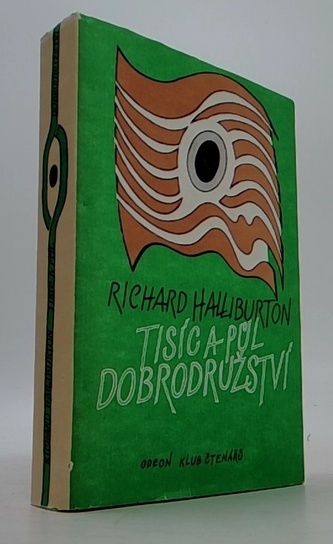 RICHARD HALLIBURTON
TISÍC A PŮL
DOBRODRUŽSTVÍ
ODEON KLUB ČTENÁŘŮ